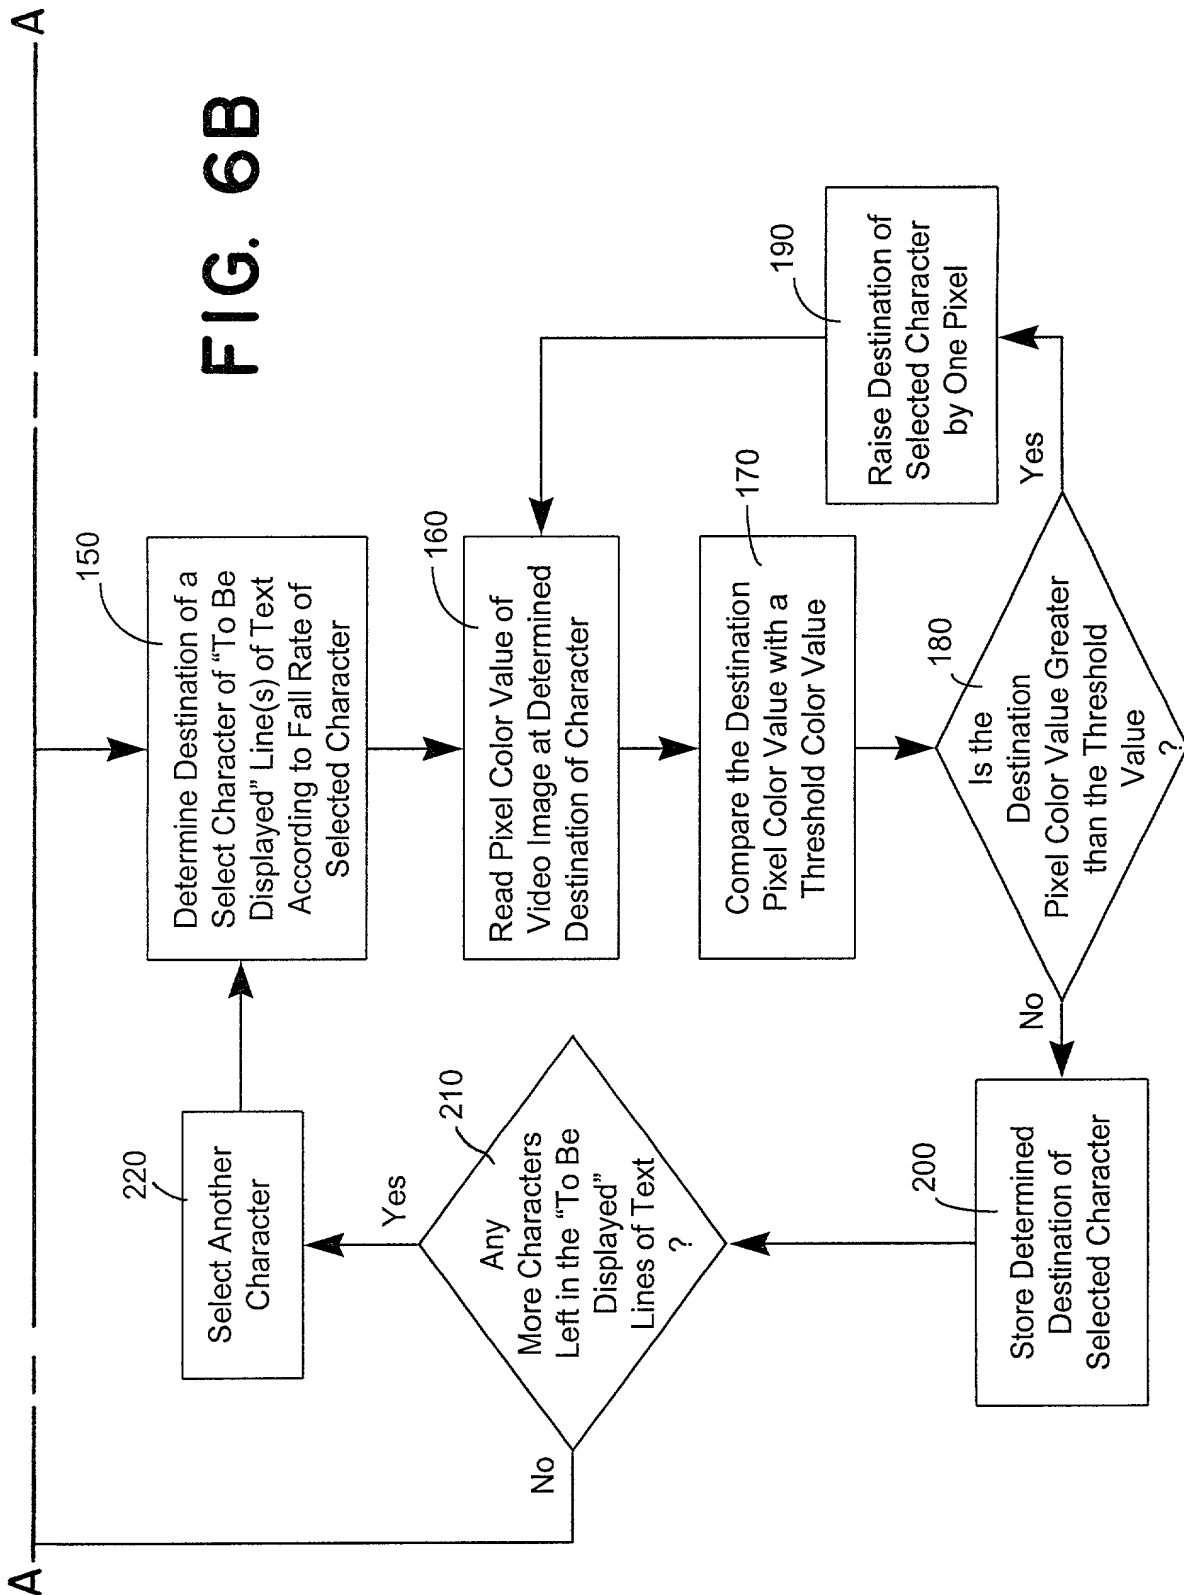 A
A
FIG. 6B
150
Determine Destination of a
Select Character of “To Be
Displayed” Line(s) of Text
According to Fall Rate of
Selected Character
160
Read Pixel Color Value of
Video Image at Determined
Destination of Character
170
Compare the Destination
Pixel Color Value with a
Threshold Color Value
180
Is the
Destination
Pixel Color Value Greater
than the Threshold
Value
?
Yes
190
Raise Destination of
Selected Character
by One Pixel
No
200
Store Determined
Destination of
Selected Character
210
Any
More Characters
Left in the “To Be
Displayed”
Lines of Text
?
Yes
220
Select Another
Character
No